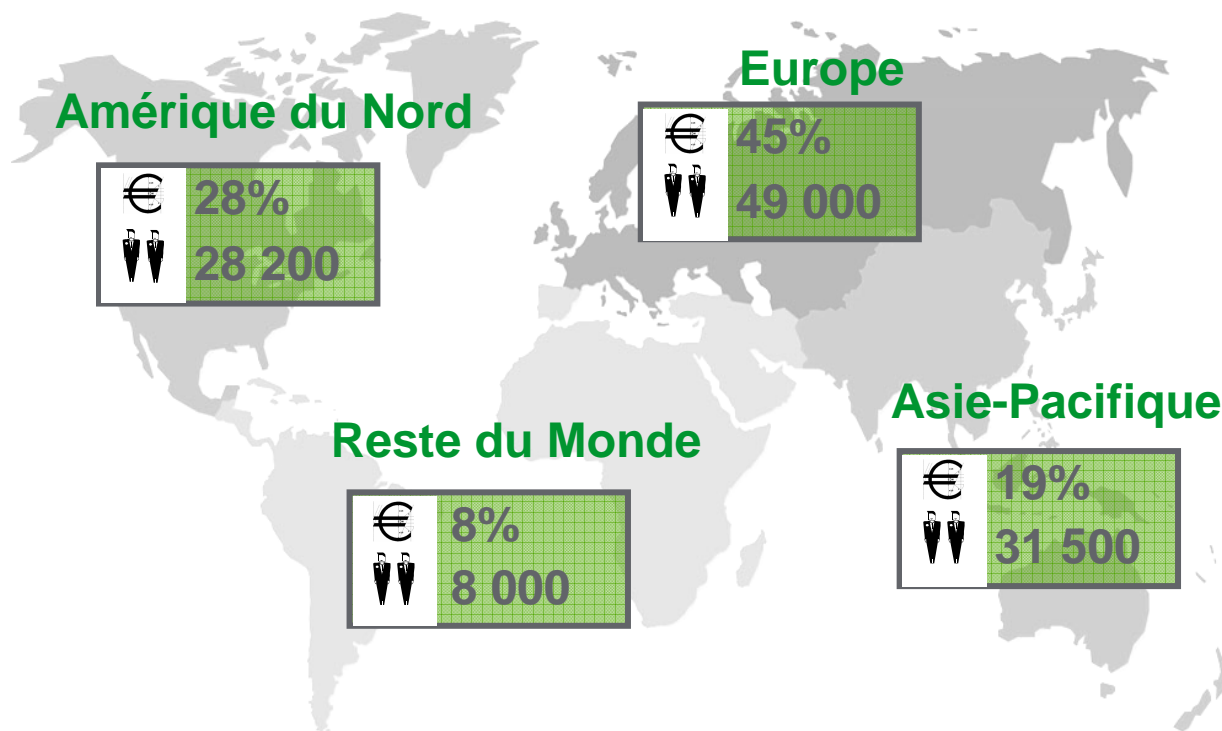 Amérique du Nord
€ 28%
28 200
Europe
€ 45%
49 000
Reste du Monde
€ 8%
8 000
Asie-Pacifique
€ 19%
31 500